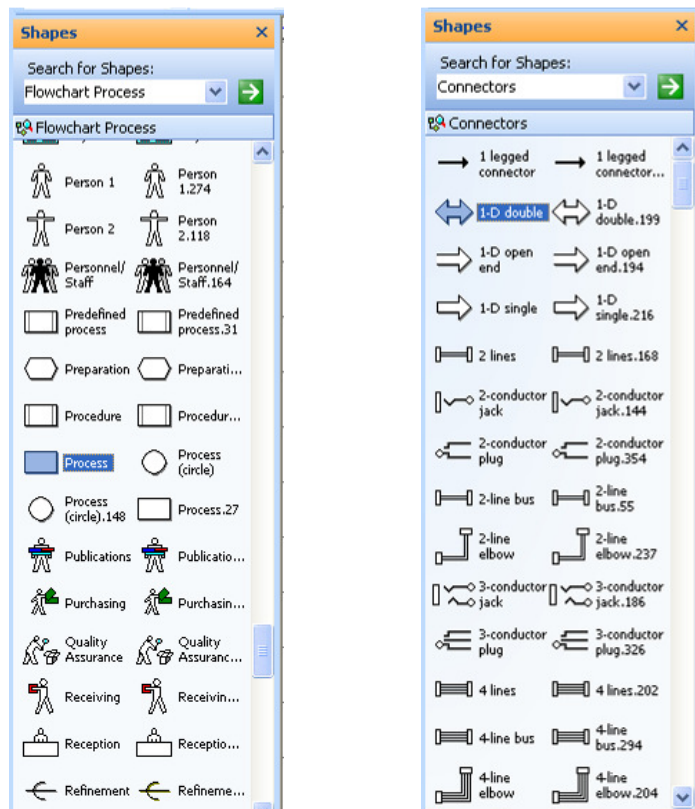 Shapes
Search for Shapes:
Flowchart Process
Flowchart Process
Person 1
Person
1.274
Person 2
Person
2.118
Personnel/
Staff
Personnel/
Staff.164
Predefined
process
Predefined
process.31
Preparation
Preparati...
Procedure
Procedur...
Process
Process
(circle)
Process
(circle).148
Process.27
Publications
Publicatio...
Purchasing
Purchasin...
Quality
Assurance
Quality
Assuranc...
Receiving
Receivin...
Reception
Receptio...
Refinement
Refineme...
Shapes
Search for Shapes:
Connectors
Connectors
1 legged
connector
1 legged
connector...
1-D double
1-D
double.199
1-D open
end
1-D open
end.194
1-D single
1-D
single.216
2 lines
2 lines.168
2-conductor
jack
2-conductor
jack.144
2-conductor
plug
2-conductor
plug.354
2-line bus
2-line
bus.55
2-line
elbow
2-line
elbow.237
3-conductor
jack
3-conductor
jack.186
3-conductor
plug
3-conductor
plug.326
4 lines
4 lines.202
4-line bus
4-line
bus.294
4-line
elbow
4-line
elbow.204